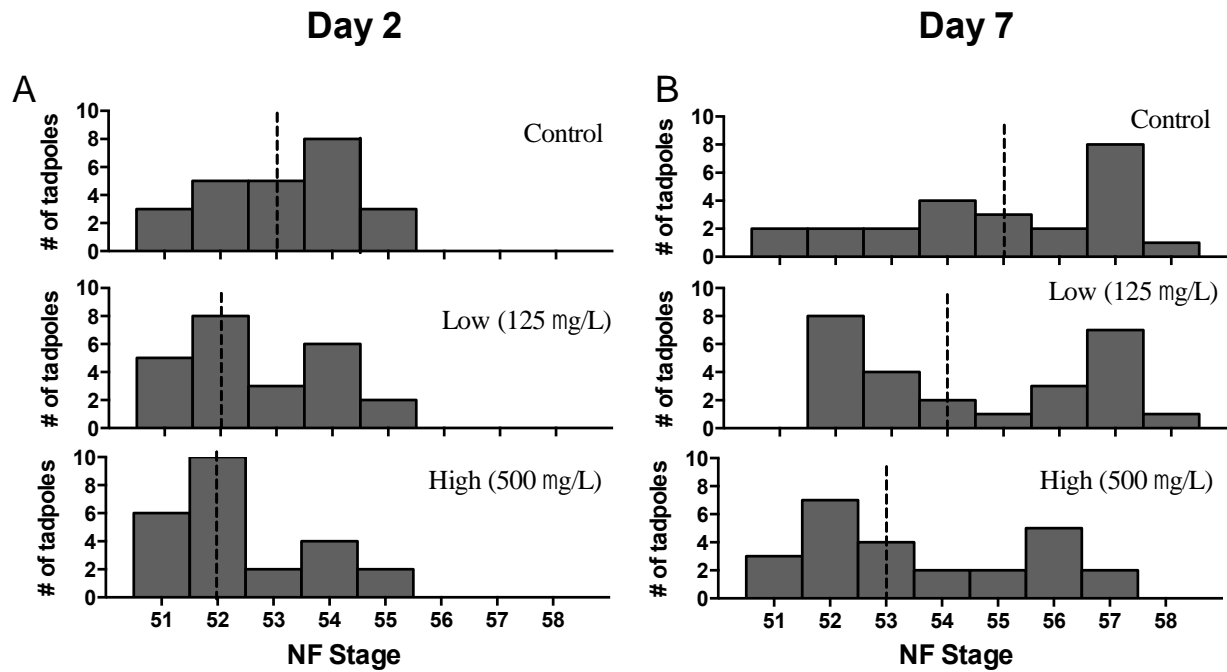 Day 2
Day 7
A
# of tadpoles
10
8
6
4
2
0
Control
# of tadpoles
10
8
6
4
2
0
Low (125 mg/L)
# of tadpoles
10
8
6
4
2
0
High (500 mg/L)
51 52 53 54 55 56 57 58
NF Stage
B
# of tadpoles
10
8
6
4
2
0
Control
# of tadpoles
10
8
6
4
2
0
Low (125 mg/L)
# of tadpoles
10
8
6
4
2
0
High (500 mg/L)
51 52 53 54 55 56 57 58
NF Stage